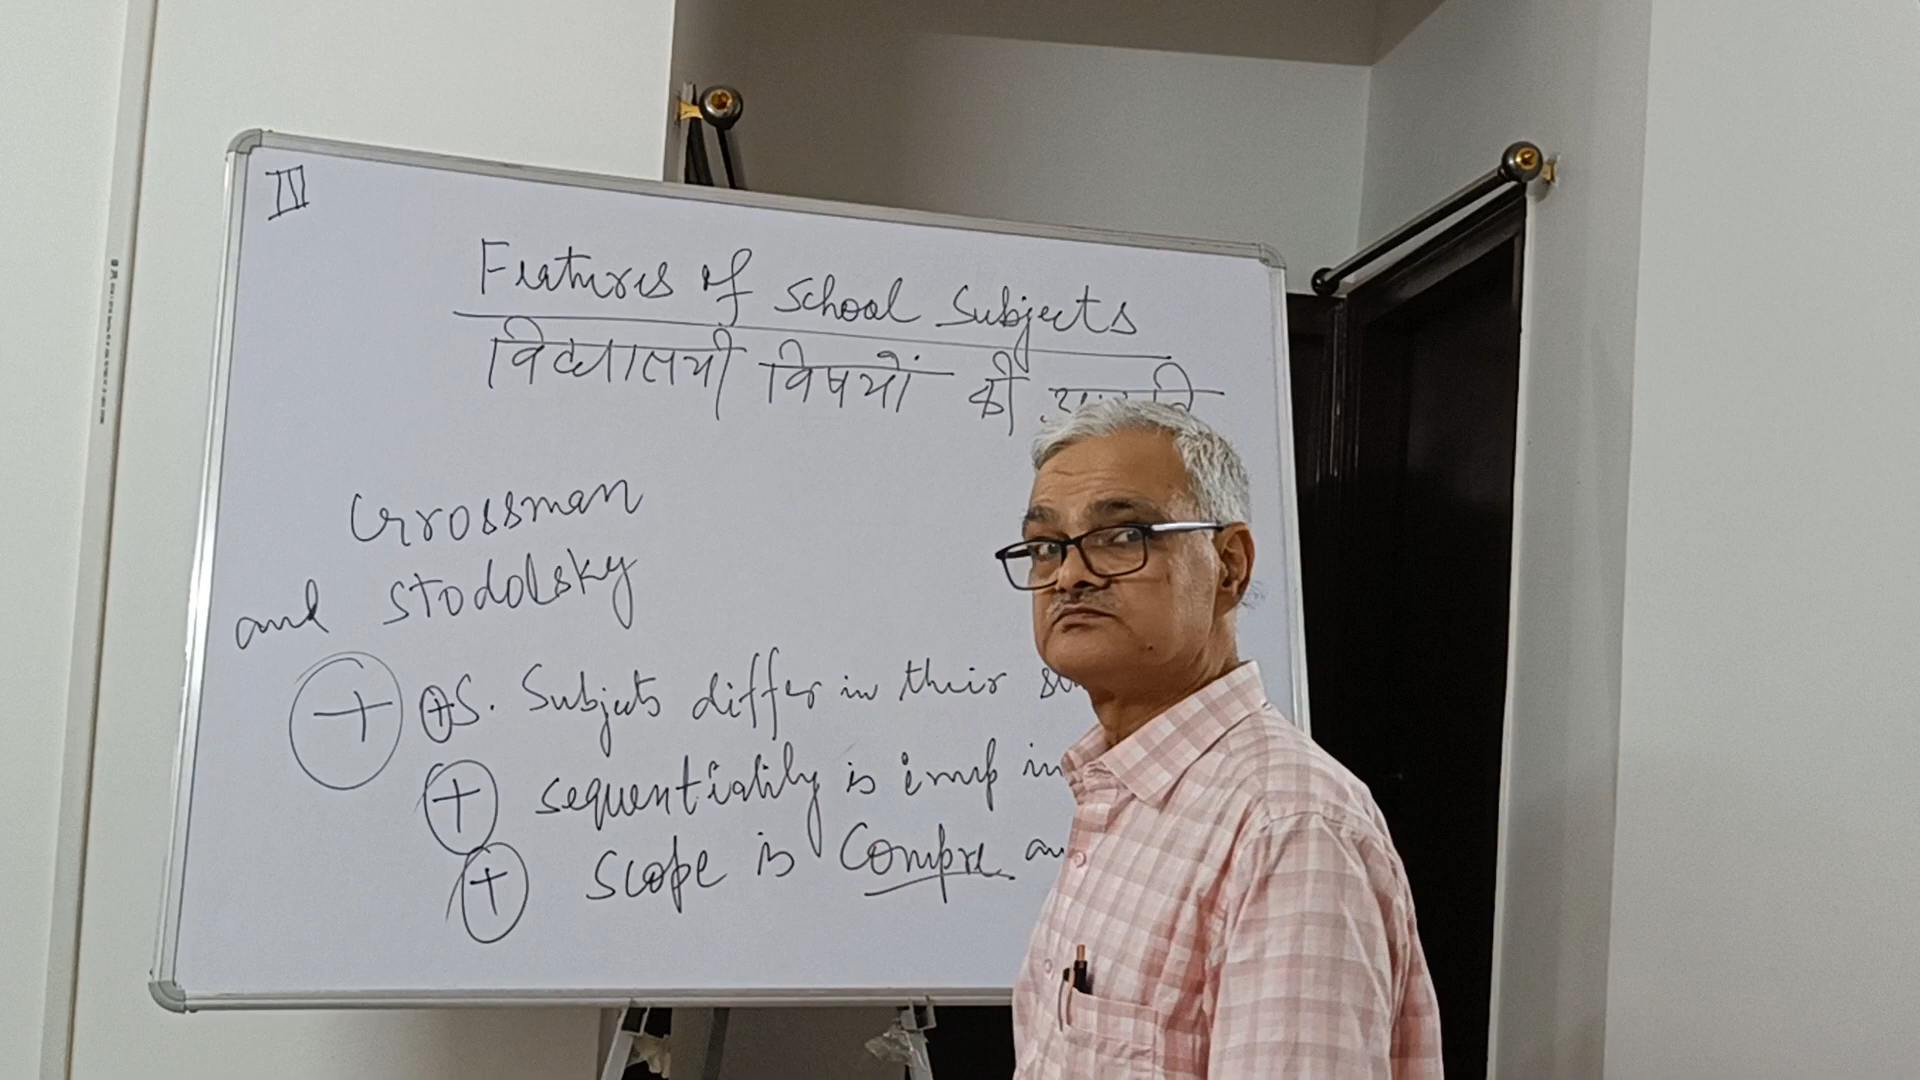 III
Features of School Subjects
विद्यालयी विषयों की
Grossman
and Stodolsky
+ + S. Subjects differ in their
+ sequentiality is imp in
+ Scope is Compre.